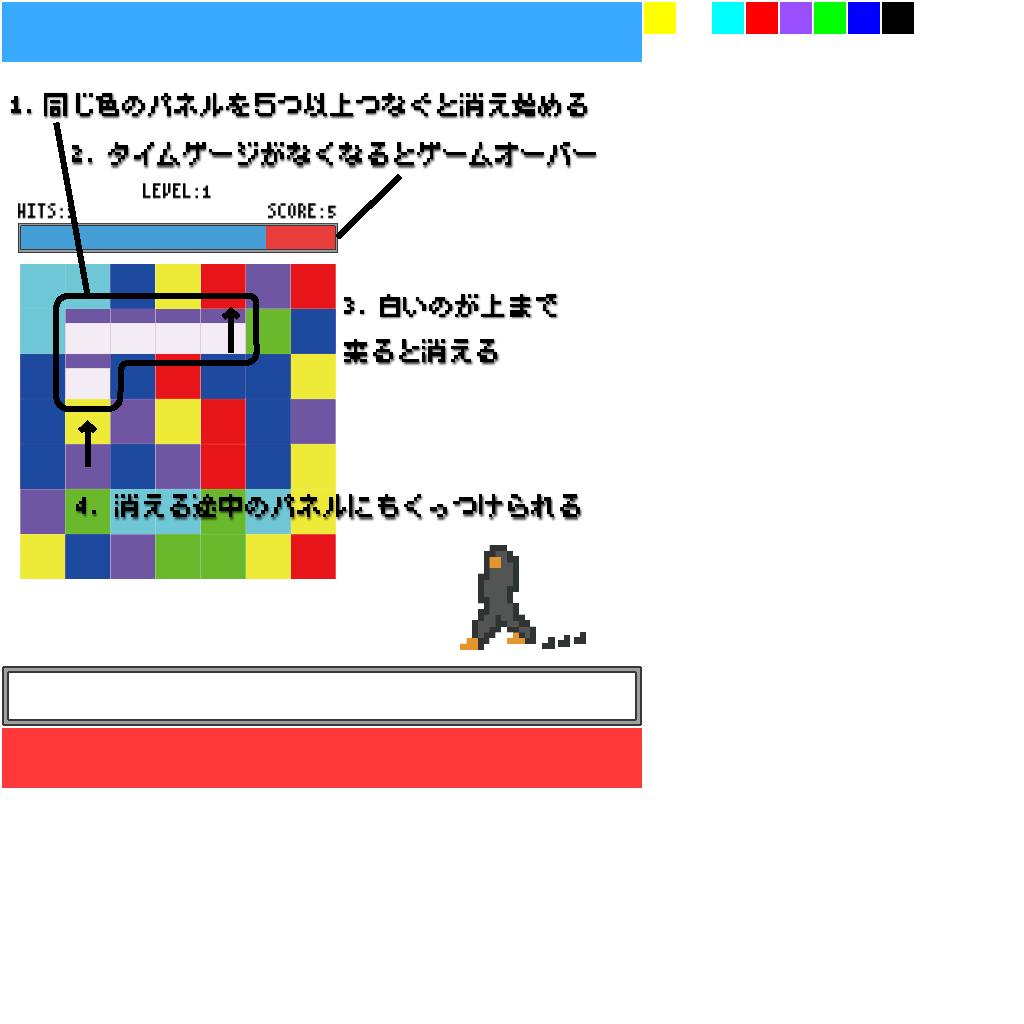 1. 同じ色のパネルを5つ以上つなぐと消え始める
2. タイムゲージがなくなるとゲームオーバー
LEVEL:1
HITS:
SCORE:5
3. 白いのが上まで
来ると消える
4. 消える途中のパネルにもくっつけられる